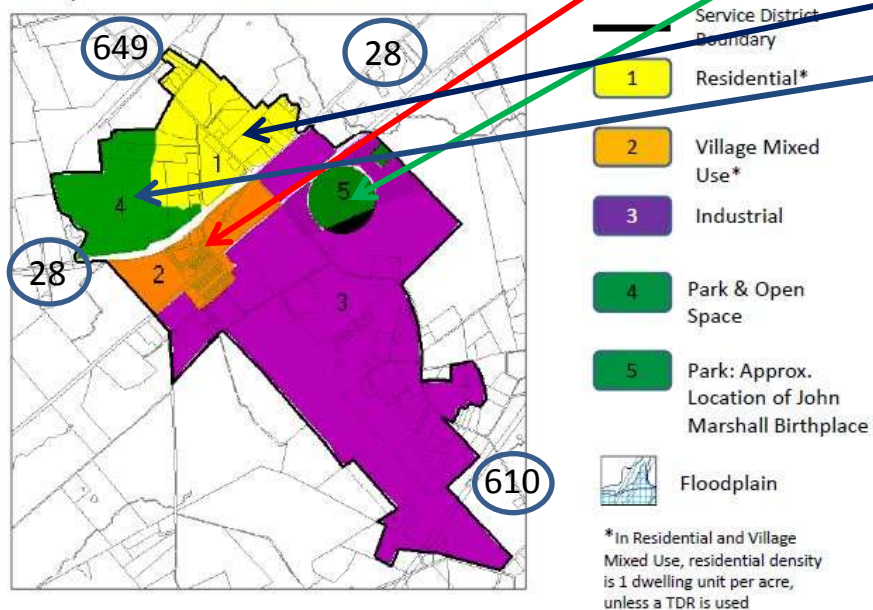 649
28
1
4
5
2
28
3
610
Service District
Boundary
1 Residential*
2 Village Mixed
Use*
3 Industrial
4 Park & Open
Space
5 Park: Approx.
Location of John
Marshall Birthplace
Floodplain
*In Residential and Village
Mixed Use, residential density
is 1 dwelling unit per acre,
unless a TDR is used